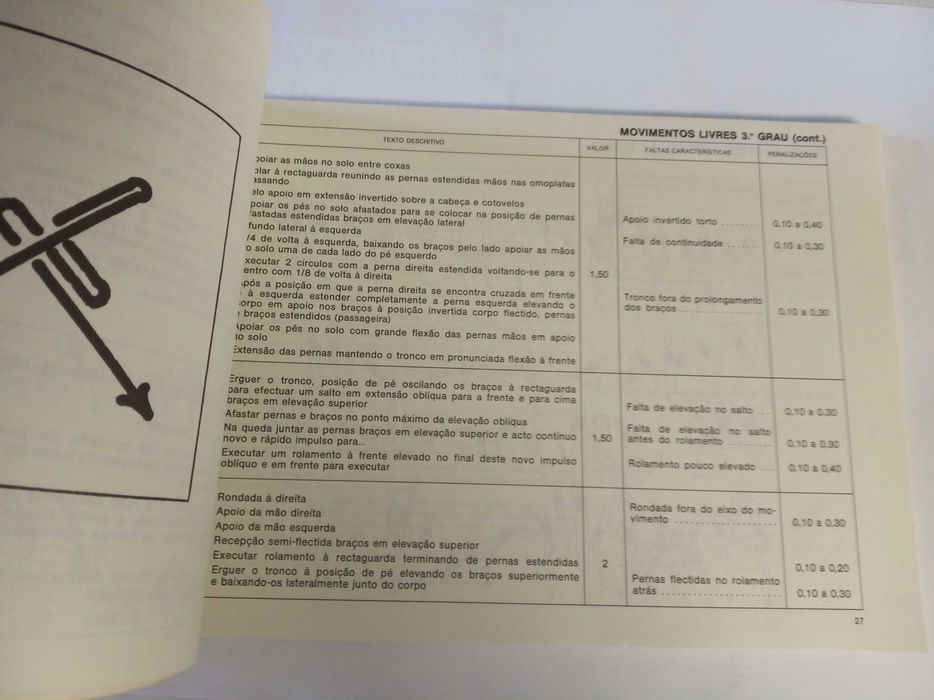 MOVIMENTOS LIVRES 3.º GRAU (cont.)
TEXTO DESCRITIVO
VALOR
FALTAS CARACTERÍSTICAS
PENALIZAÇÕES
poiar as mãos no solo entre coxas
olar à rectaguarda reunindo as pernas estendidas mãos nas omoplatas
assando
elo apoio em extensão invertido sobre a cabeça e cotovelos
poiar os pés no solo afastados para se colocar na posição de pernas
fastadas estendidas braços em elevação lateral
fundo lateral à esquerda
/4 de volta à esquerda, baixando os braços pelo lado apoiar as mãos
o solo uma de cada lado do pé esquerdo
xecutar 2 círculos com a perna direita estendida voltando-se para o
entro com 1/8 de volta à direita
pós a posição em que a perna direita se encontra cruzada em frente
à esquerda estender completamente a perna esquerda elevando o
orpo em apoio nos braços à posição invertida corpo flectido, pernas
braços estendidos (passageira)
poiar os pés no solo com grande flexão das pernas mãos em apoio
no solo
Extensão das pernas mantendo o tronco em pronunciada flexão à frente
1,50
Apoio invertido torto ........ 0,10 a 0,40
Falta de continuidade ........ 0,10 a 0,30
Tronco fora do prolongamento
dos braços ........ 0,10 a 0,30
Erguer o tronco, posição de pé oscilando os braços à rectaguarda
para efectuar um salto em extensão oblíqua para a frente e para cima
braços em elevação superior
Afastar pernas e braços no ponto máximo da elevação oblíqua
Na queda juntar as pernas braços em elevação superior e acto contínuo
novo e rápido impulso para...
Executar um rolamento à frente elevado no final deste novo impulso
oblíquo e em frente para executar
1,50
Falta de elevação no salto ... 0,10 a 0,30
Falta de elevação no salto
antes do rolamento ........ 0,10 a 0,30
Rolamento pouco elevado ... 0,10 a 0,40
Rondada à direita
Apoio da mão direita
Apoio da mão esquerda
Recepção semi-flectida braços em elevação superior
Executar rolamento à rectaguarda terminando de pernas estendidas
Erguer o tronco à posição de pé elevando os braços superiormente
e baixando-os lateralmente junto do corpo
2
Rondada fora do eixo do mo-
vimento ........ 0,10 a 0,30
0,10 a 0,20
Pernas flectidas no rolamento
atrás ........ 0,10 a 0,30
27